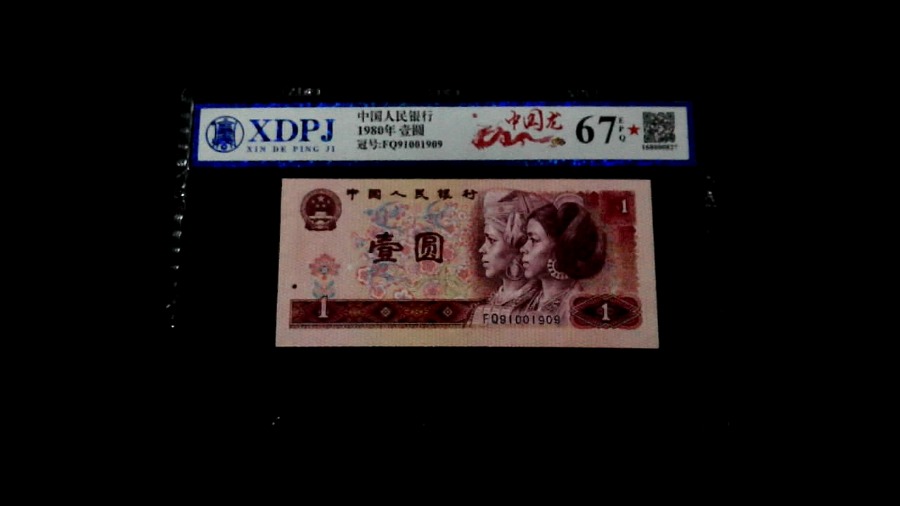 XDPJ
XIN DE PING JI
中国人民银行
1980年 壹圆
冠号:FQ91001909
中国龙
67
EPQ
中国人民银行
1
壹圆
1
FQ91001909
1